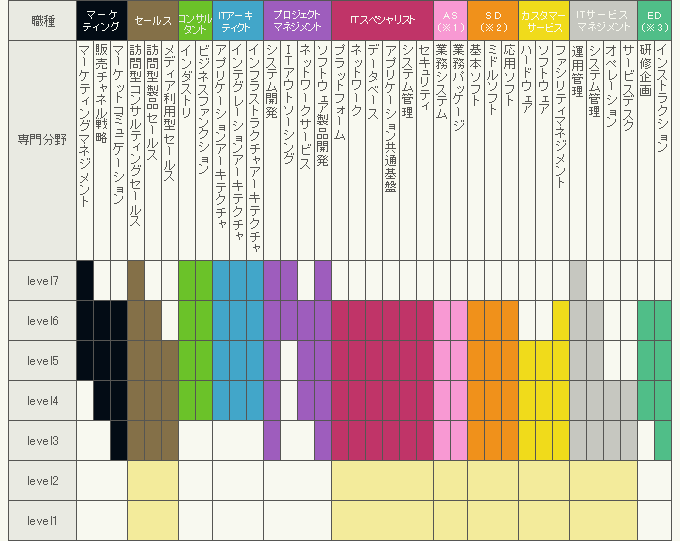 職種
マーケ
ティング
セールス
コンサル
タント
ITアーキ
ティクト
プロジェクト
マネジメント
ITスペシャリスト
AS
(※1)
SD
(※2)
カスタマー
サービス
ITサービス
マネジメント
ED
(※3)
専門分野
マーケティングマネジメント
販売チャネル戦略
マーケットコミュニケーション
訪問型コンサルティングセールス
訪問型製品セールス
メディア利用型セールス
インダストリ
ビジネスファンクション
アプリケーションアーキテクチャ
インテグレーションアーキテクチャ
インフラストラクチャアーキテクチャ
システム開発
ITアウトソーシング
ネットワークサービス
ソフトウェア製品開発
プラットフォーム
ネットワーク
データベース
アプリケーション共通基盤
システム管理
セキュリティ
業務システム
業務パッケージ
基本ソフト
ミドルソフト
応用ソフト
ハードウェア
ソフトウェア
ファシリティマネジメント
運用管理
システム管理
オペレーション
サービスデスク
研修企画
インストラクション
level7
level6
level5
level4
level3
level2
level1